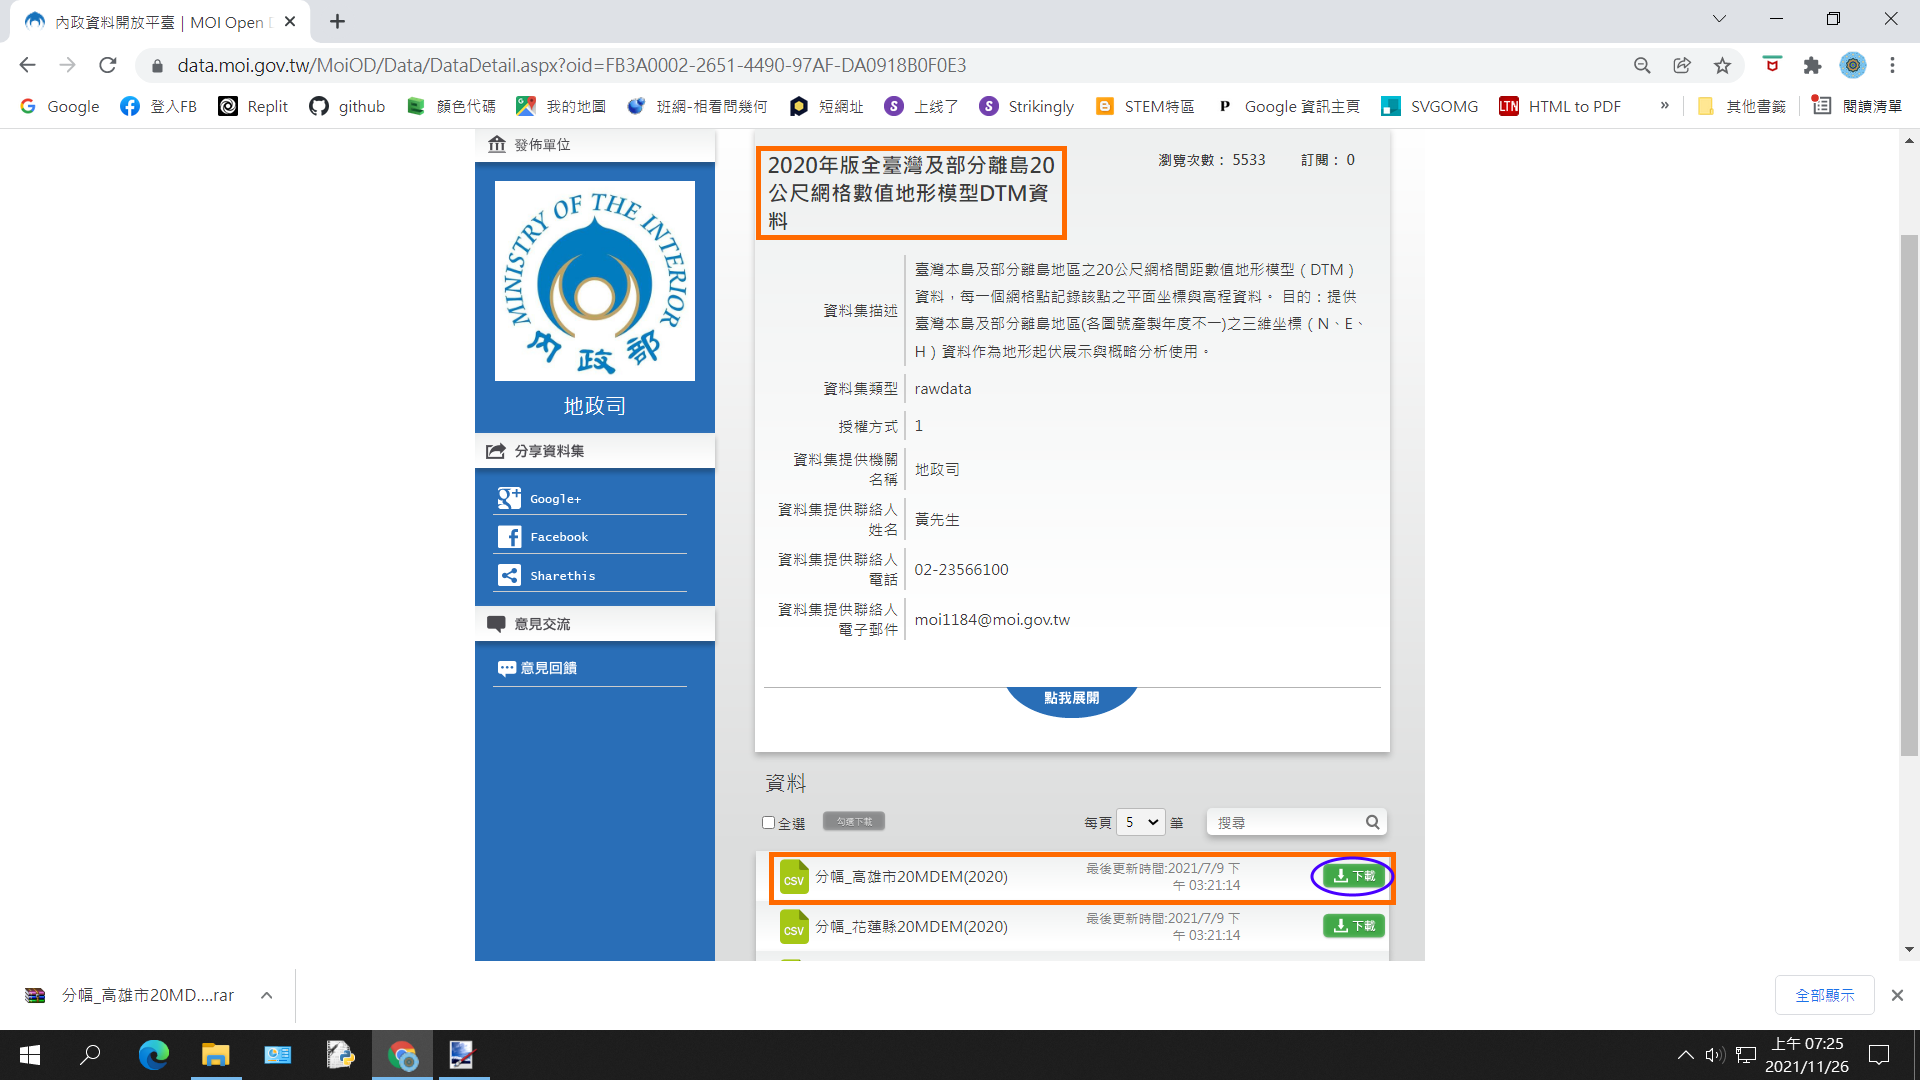 內政資料開放平臺 | MOI Open D
data.moi.gov.tw/MoiOD/Data/DataDetail.aspx?oid=FB3A0002-2651-4490-97AF-DA0918B0F0E3
Google
登入FB
Replit
github
顏色代碼
我的地圖
班網-相看問幾何
短網址
上线了
Strikingly
STEM特區
Google 資訊主頁
SVGOMG
HTML to PDF
»
其他書籤
閱讀清單
發佈單位
MINISTRY OF THE INTERIOR
內政部
地政司
分享資料集
Google+
Facebook
Sharethis
意見交流
意見回饋
2020年版全臺灣及部分離島20
公尺網格數值地形模型DTM資
料
瀏覽次數： 5533 訂閱： 0
資料集描述
臺灣本島及部分離島地區之20公尺網格間距數值地形模型（DTM）
資料，每一個網格點記錄該點之平面坐標與高程資料。 目的：提供
臺灣本島及部分離島地區(各圖號產製年度不一)之三維坐標（N、E、
H）資料作為地形起伏展示與概略分析使用。
資料集類型 rawdata
授權方式 1
資料集提供機關
名稱
地政司
資料集提供聯絡人
姓名
黃先生
資料集提供聯絡人
電話
02-23566100
資料集提供聯絡人
電子郵件
moi1184@moi.gov.tw
點我展開
資料
全選 勾選下載 每頁 5 筆 搜尋
CSV 分幅_高雄市20MDEM(2020)
最後更新時間:2021/7/9 下
午 03:21:14
下載
CSV 分幅_花蓮縣20MDEM(2020)
最後更新時間:2021/7/9 下
午 03:21:14
下載
分幅_高雄市20MD....rar
全部顯示
上午 07:25
2021/11/26